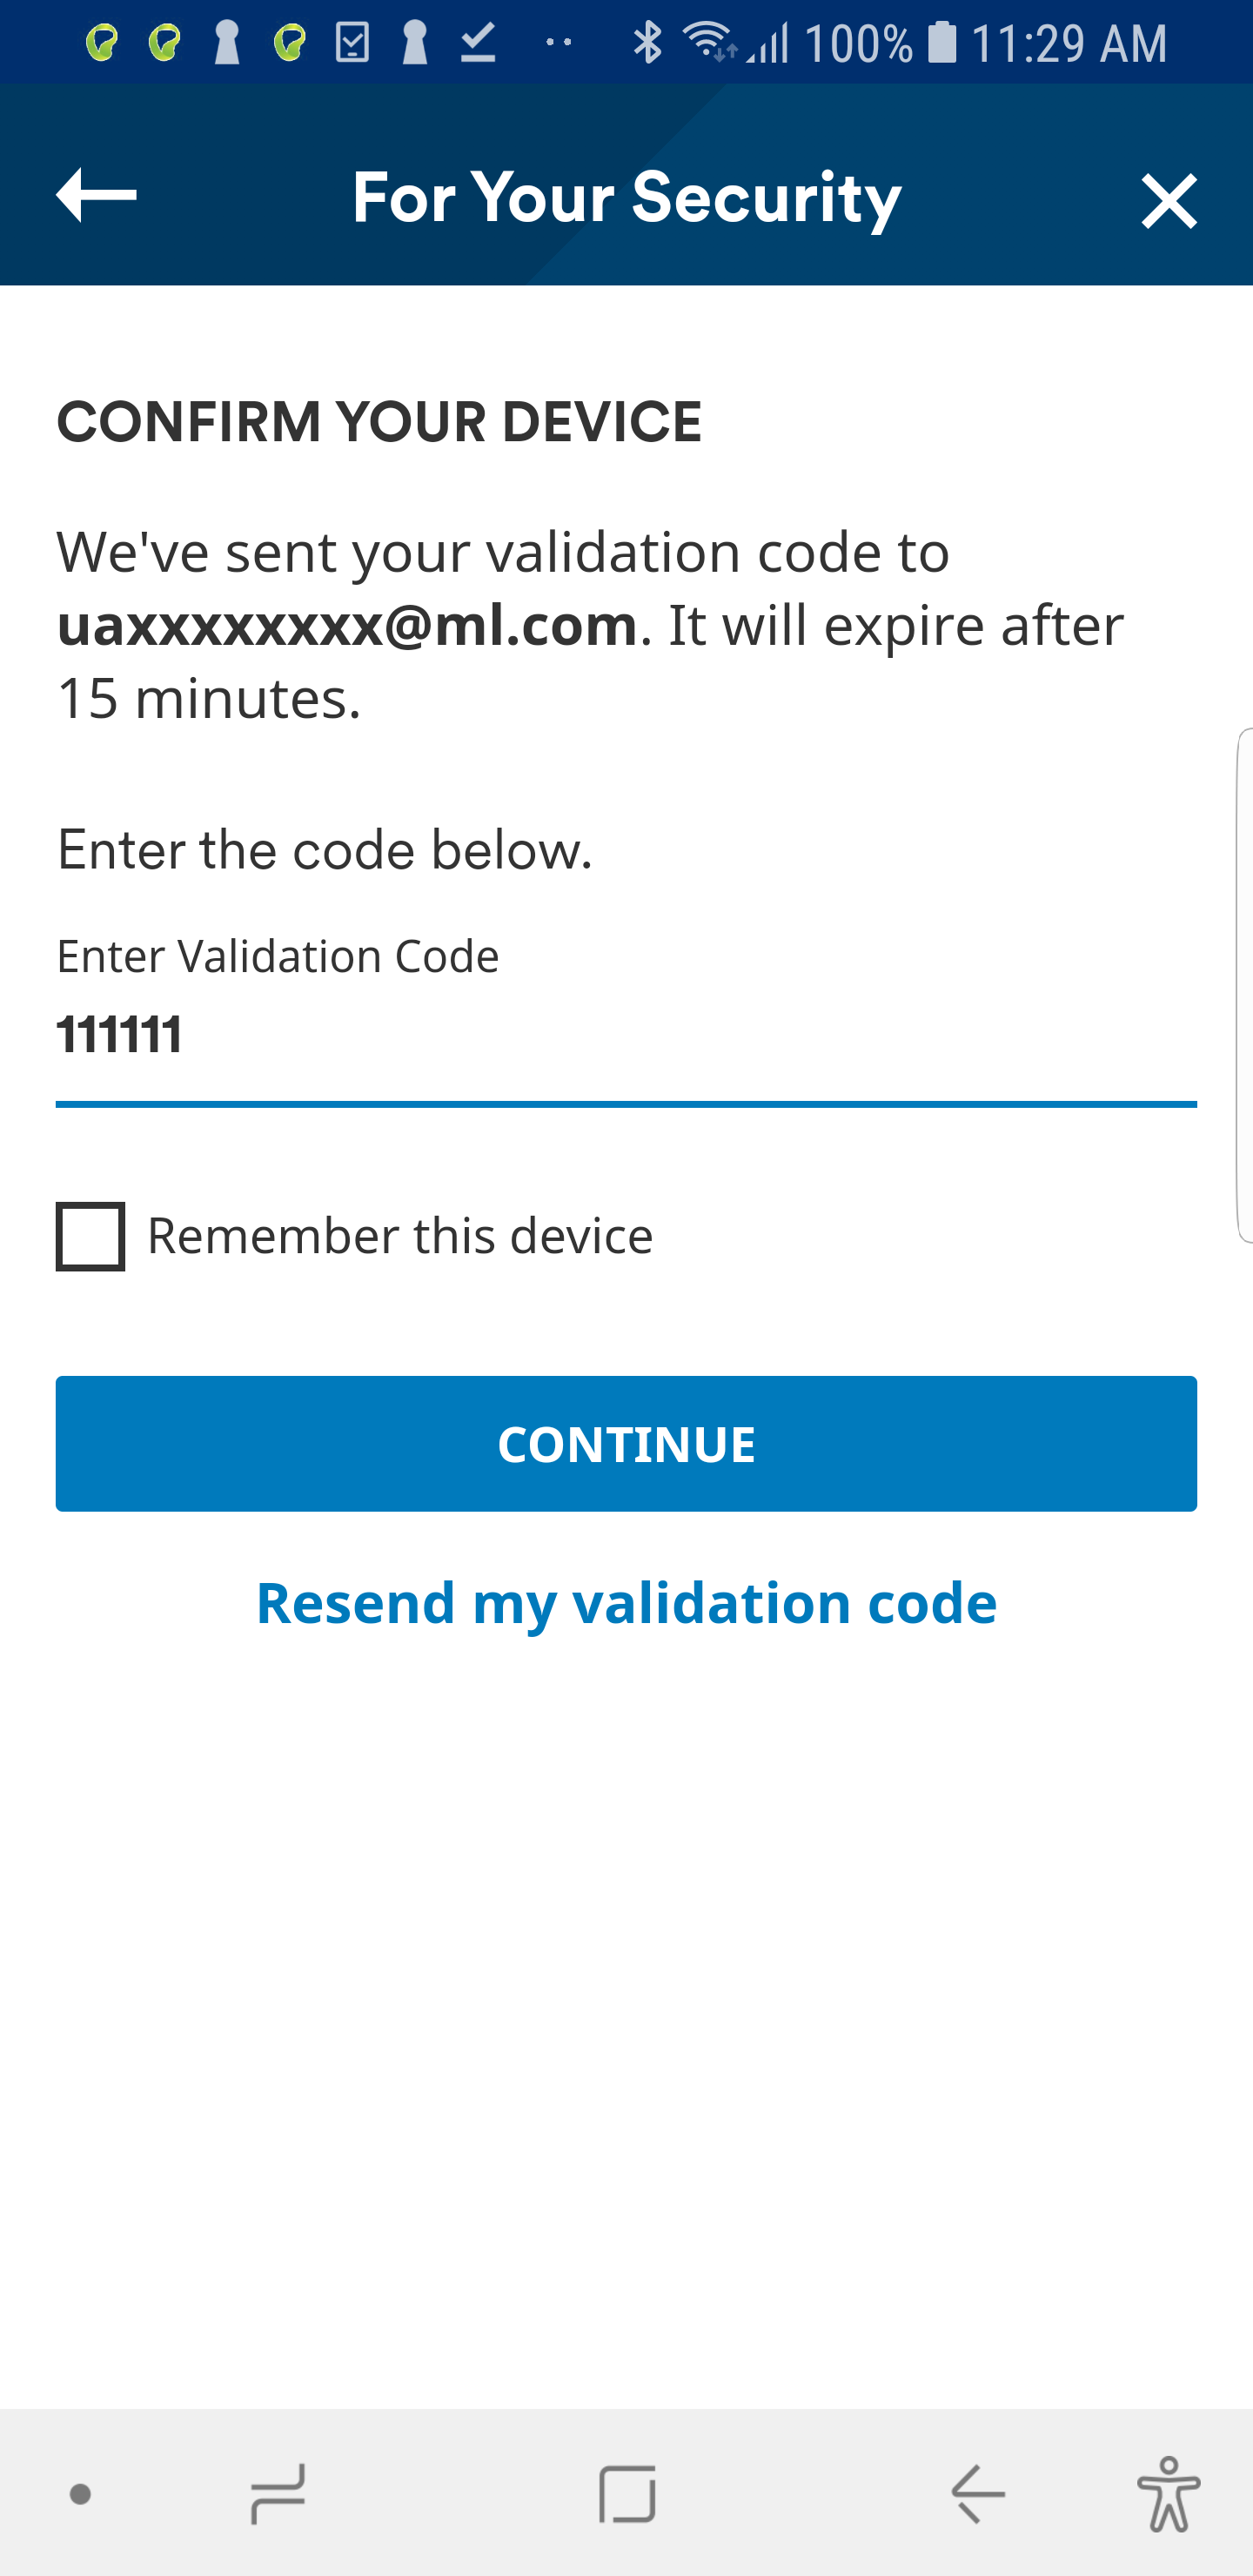 100% 11:29 AM
For Your Security
CONFIRM YOUR DEVICE
We've sent your validation code to
uaxxxxxxxx@ml.com. It will expire after
15 minutes.
Enter the code below.
Enter Validation Code
111111
Remember this device
CONTINUE
Resend my validation code